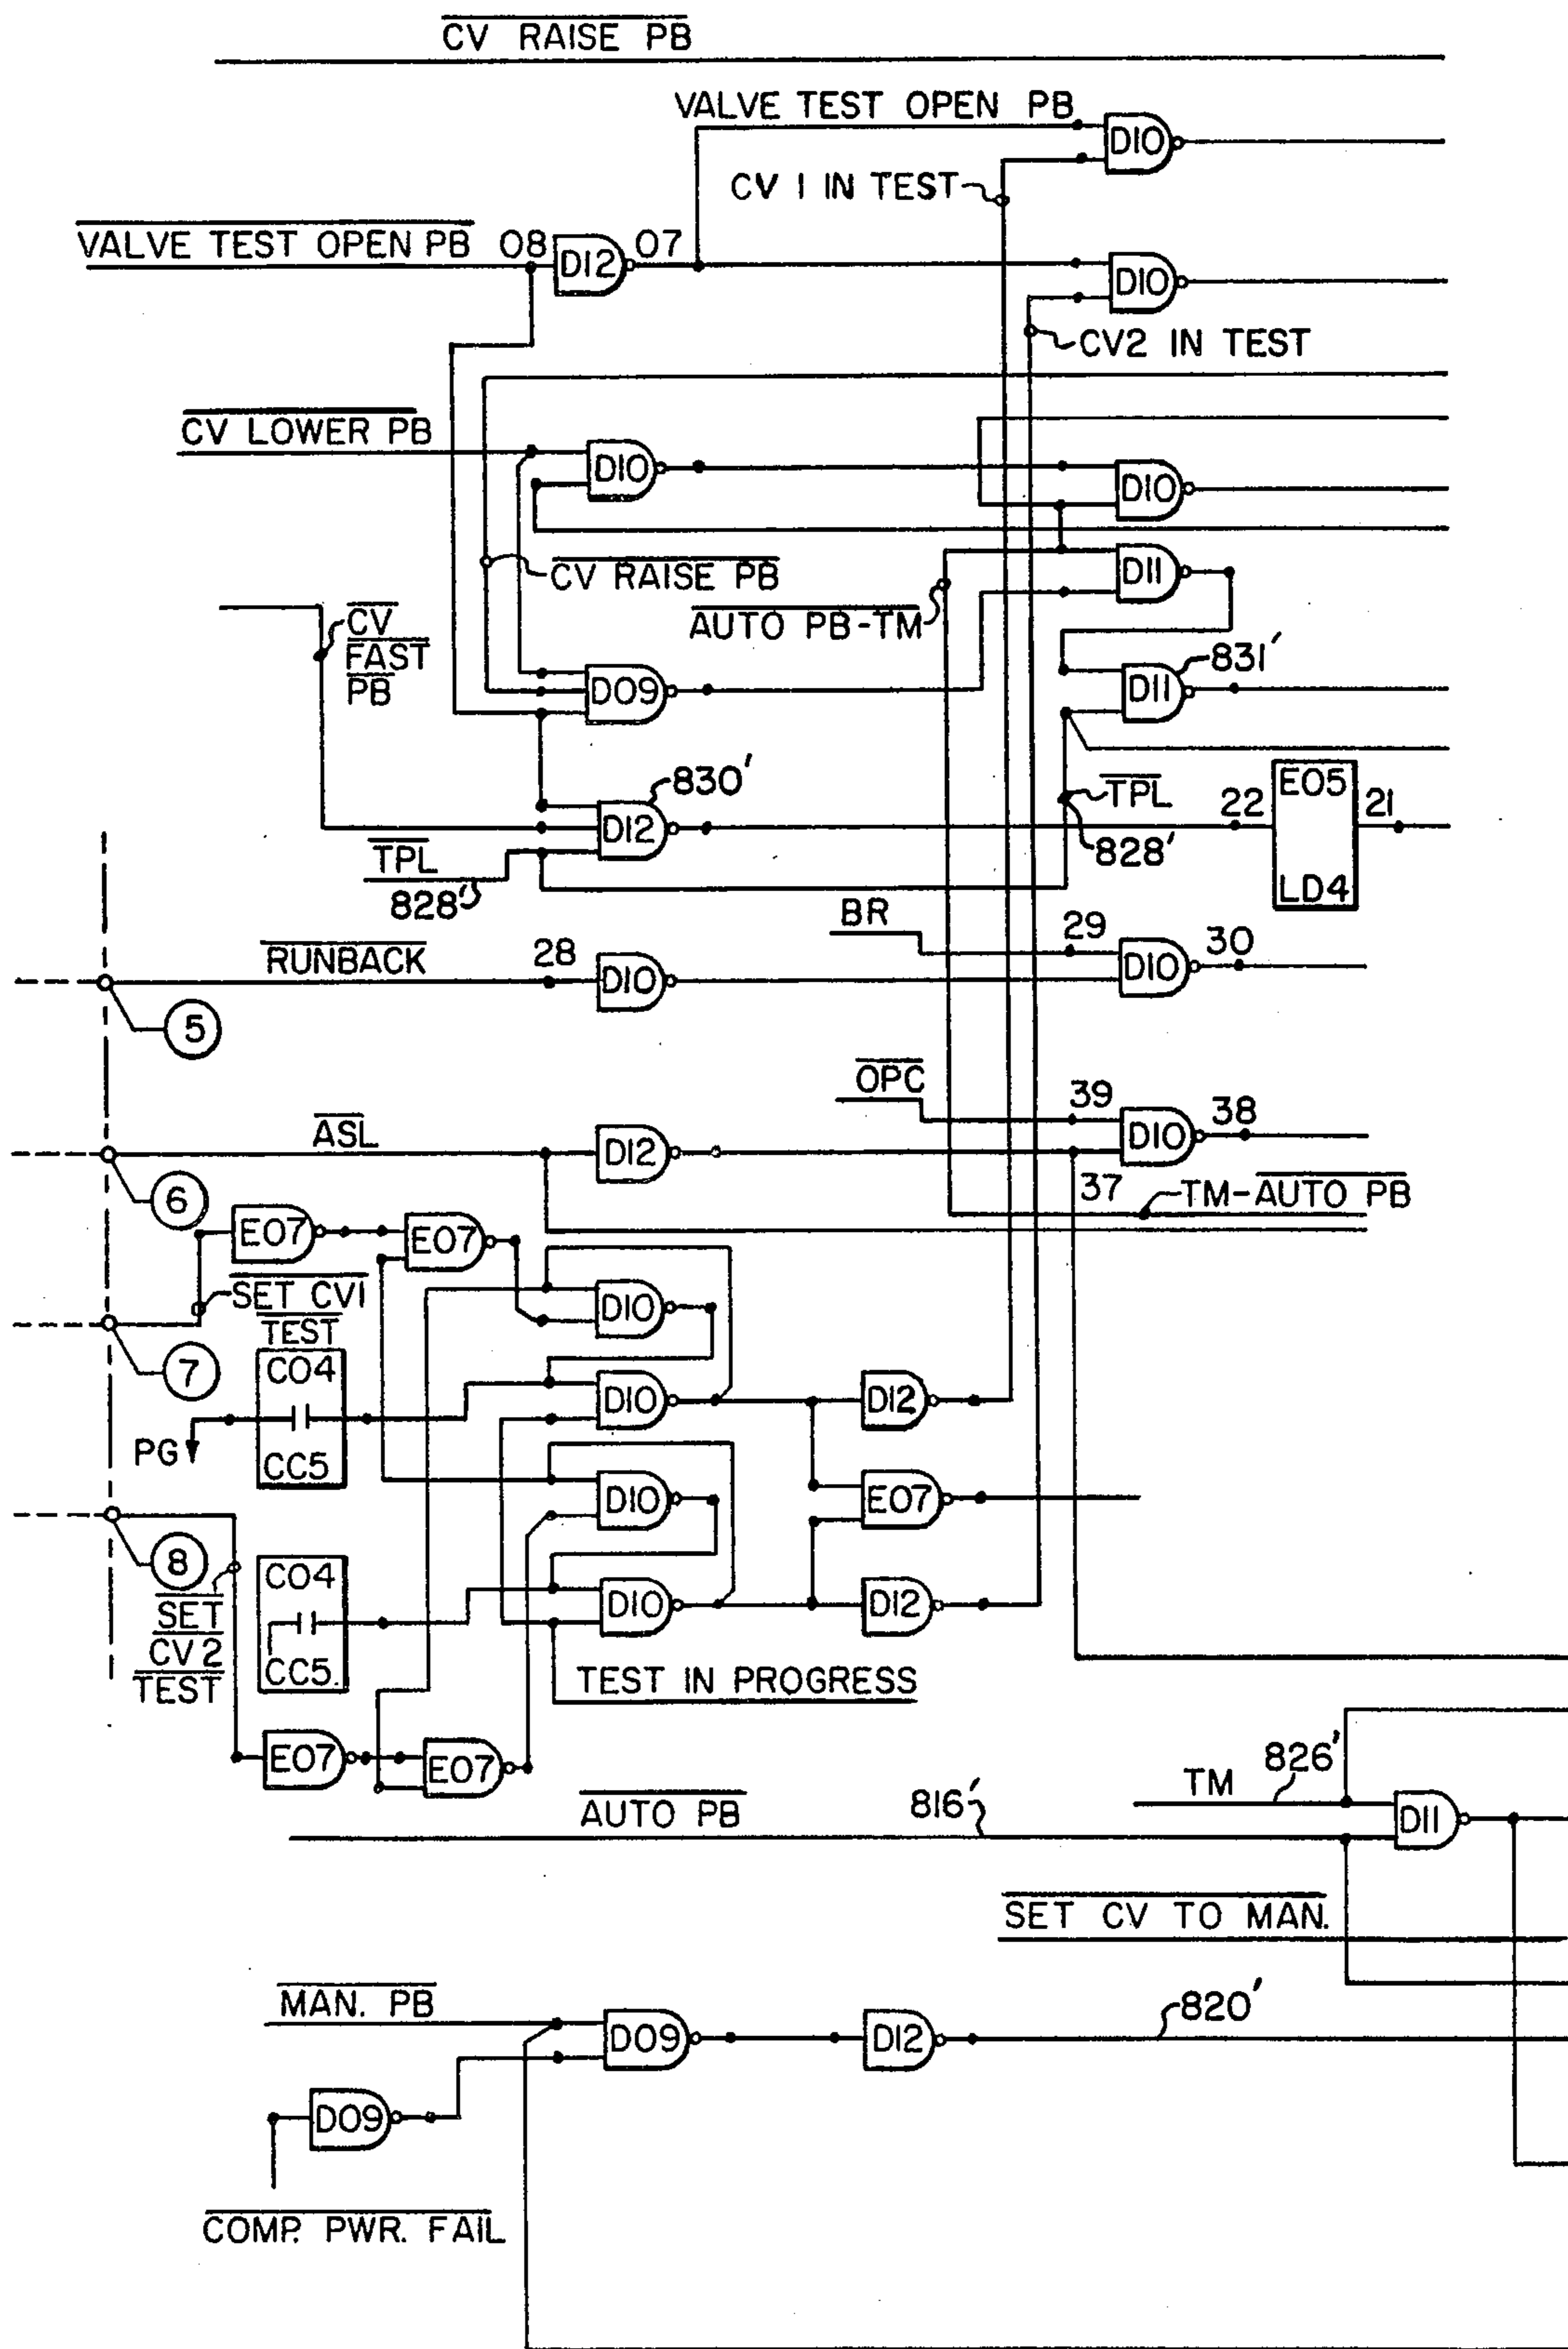 CV RAISE PB
VALVE TEST OPEN PB
D10
CV 1 IN TEST
VALVE TEST OPEN PB 08 D12 07
D10
CV2 IN TEST
CV LOWER PB
D10
D10
CV RAISE PB
D11
AUTO PB-TM
CV
FAST
PB
831'
D09
D11
830'
E05
TPL
22
21
D12
TPL
828'
828'
LD4
BR
29
30
RUNBACK
28
D10
D10
5
OPC
39
38
ASL
D12
D10
37
6
TM-AUTO PB
E07
E07
SET CV1
TEST
D10
7
C04
D10
D12
PG
CC5
D10
E07
8
C04
D10
D12
SET
CV 2
TEST
CC5.
TEST IN PROGRESS
E07
E07
TM
826'
AUTO PB
816'
D11
SET CV TO MAN.
MAN. PB
820'
D09
D12
D09
COMP. PWR. FAIL